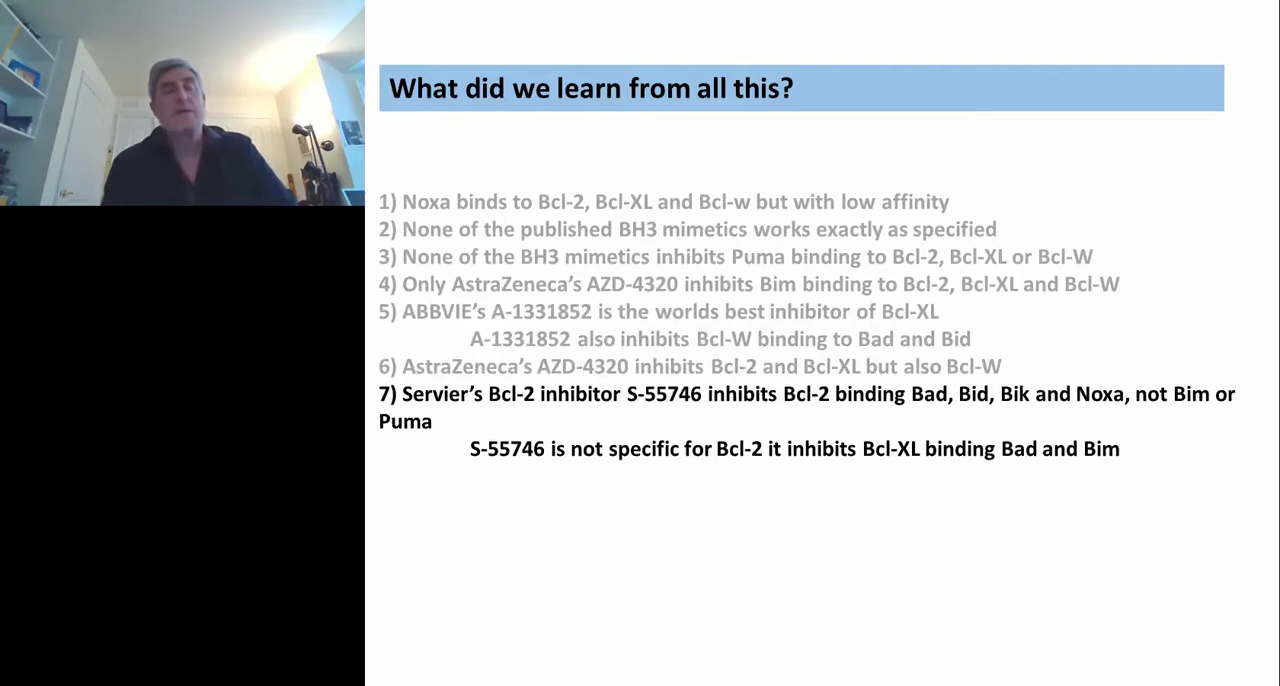 What did we learn from all this?
1) Noxa binds to Bcl-2, Bcl-XL and Bcl-w but with low affinity
2) None of the published BH3 mimetics works exactly as specified
3) None of the BH3 mimetics inhibits Puma binding to Bcl-2, Bcl-XL or Bcl-W
4) Only AstraZeneca’s AZD-4320 inhibits Bim binding to Bcl-2, Bcl-XL and Bcl-W
5) ABBVIE’s A-1331852 is the worlds best inhibitor of Bcl-XL
A-1331852 also inhibits Bcl-W binding to Bad and Bid
6) AstraZeneca’s AZD-4320 inhibits Bcl-2 and Bcl-XL but also Bcl-W
7) Servier’s Bcl-2 inhibitor S-55746 inhibits Bcl-2 binding Bad, Bid, Bik and Noxa, not Bim or
Puma
S-55746 is not specific for Bcl-2 it inhibits Bcl-XL binding Bad and Bim